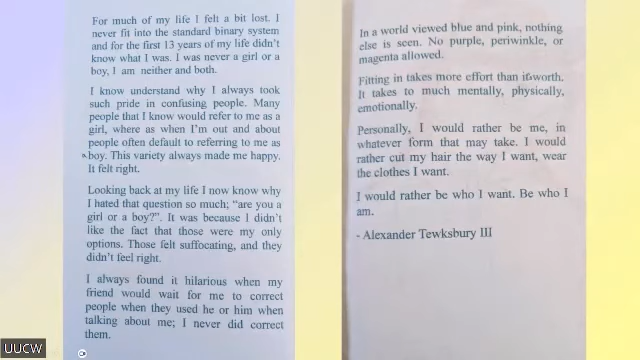 For much of my life I felt a bit lost. I
never fit into the standard binary system
and for the first 13 years of my life didn't
know what I was. I was never a girl or a
boy, I am neither and both.
I know understand why I always took
such pride in confusing people. Many
people that I know would refer to me as a
girl, where as when I'm out and about
people often default to referring to me as
a boy. This variety always made me happy.
It felt right.
Looking back at my life I now know why
I hated that question so much; "are you a
girl or a boy?". It was because I didn't
like the fact that those were my only
options. Those felt suffocating, and they
didn't feel right.
I always found it hilarious when my
friend would wait for me to correct
people when they used he or him when
talking about me; I never did correct
them.
In a world viewed blue and pink, nothing
else is seen. No purple, periwinkle, or
magenta allowed.
Fitting in takes more effort than it worth.
It takes to much mentally, physically,
emotionally.
Personally, I would rather be me, in
whatever form that may take. I would
rather cut my hair the way I want, wear
the clothes I want.
I would rather be who I want. Be who I
am.
- Alexander Tewksbury III
UUCW